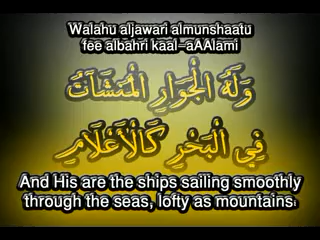 Walahu aljawari almunshaatu
fee albahri kaal-aAAlami
وَلَهُ الْجَوَارِ الْمُنْشَآتُ
فِي الْبَحْرِ كَالْأَعْلَامِ
And His are the ships sailing smoothly
through the seas, lofty as mountains: